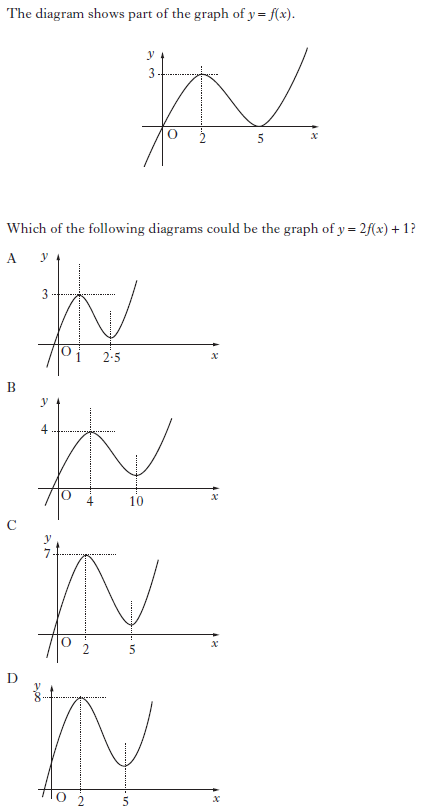 The diagram shows part of the graph of y = f(x).
y
3
O 2 5 x
Which of the following diagrams could be the graph of y = 2f(x) + 1?
A y
3
O 1 2·5 x
B
y
4
O 4 10 x
C
y
7
O 2 5 x
D
y
8
O 2 5 x